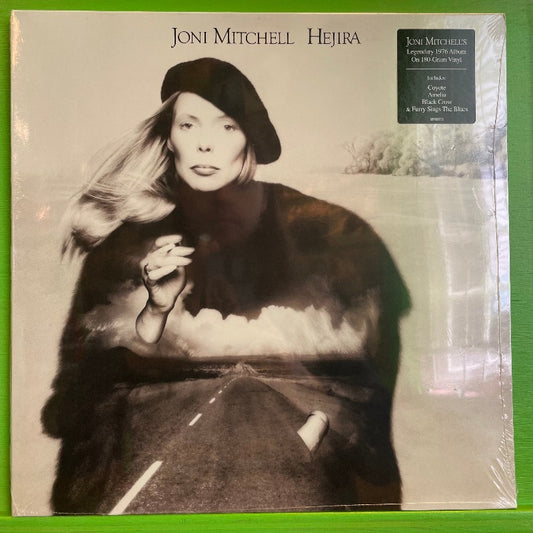 JONI MITCHELL HEJIRA
JONI MITCHELL'S
Legendary 1976 Album
On 180-Gram Vinyl
Includes
Coyote
Amelia
Black Crow
& Furry Sings The Blues